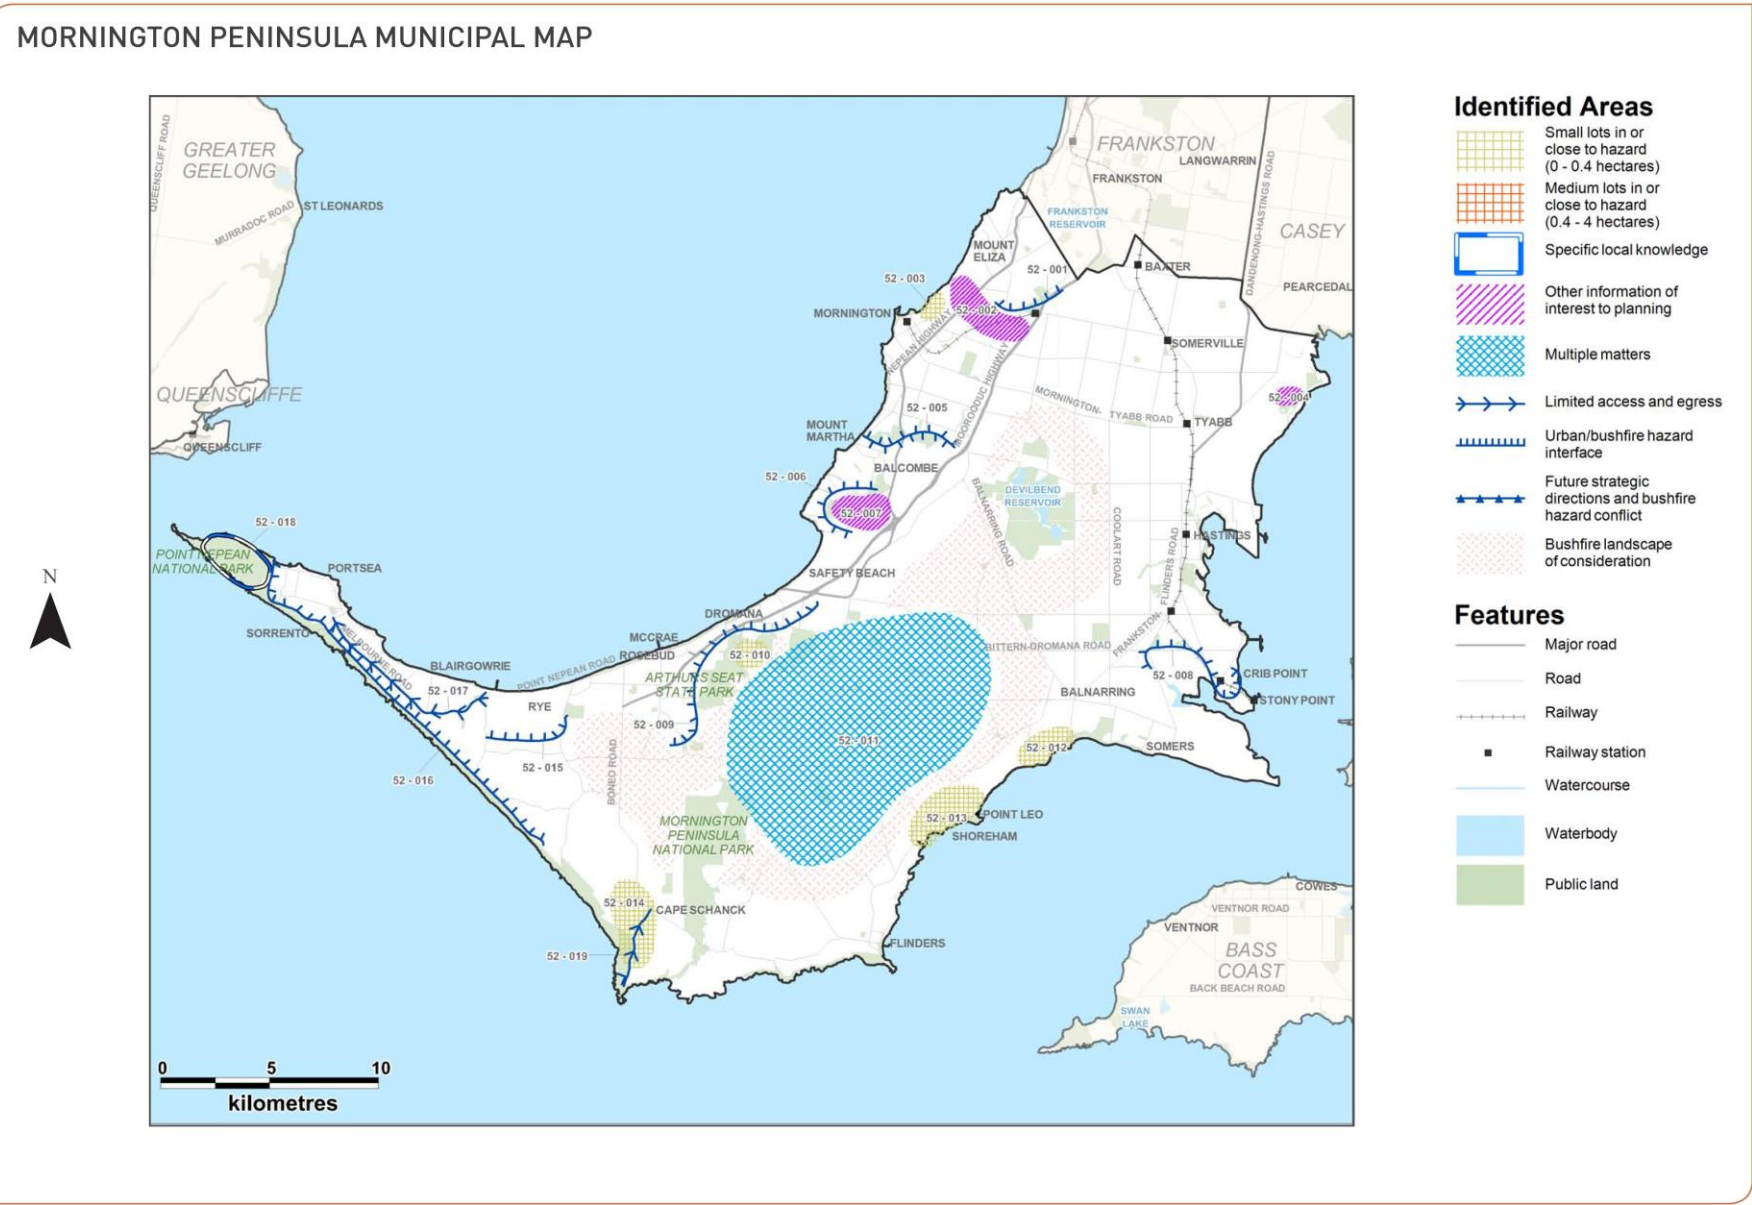 MORNINGTON PENINSULA MUNICIPAL MAP
GREATER
GEELONG
QUEENSCLIFF ROAD
MURRADOC ROAD
ST LEONARDS
QUEENSCLIFFE
QUEENSCLIFF
FRANKSTON
LANGWARRIN
FRANKSTON
FRANKSTON
RESERVOIR
DANDENONG-HASTINGS ROAD
CASEY
PEARCEDAL
MOUNT
ELIZA
52 - 001
BAXTER
52 - 003
52 - 002
MORNINGTON
NEPEAN HIGHWAY
MOOROODUC HIGHWAY
SOMERVILLE
52 - 004
MORNINGTON-
TYABB ROAD
TYABB
52 - 005
MOUNT
MARTHA
BALCOMBE
52 - 006
52 - 007
DEVILBEND
RESERVOIR
BALNARRING ROAD
COOLART ROAD
HASTINGS
52 - 018
POINT NEPEAN
NATIONAL PARK
PORTSEA
SAFETY BEACH
FRANKSTON-
FLINDERS ROAD
SORRENTO
MELBOURNE ROAD
DROMANA
MCCRAE
ROSEBUD
52 - 010
BITTERN-DROMANA ROAD
BLAIRGOWRIE
POINT NEPEAN ROAD
ARTHURS SEAT
STATE PARK
52 - 008
CRIB POINT
STONY POINT
52 - 017
RYE
BALNARRING
52 - 009
52 - 011
52 - 012
SOMERS
52 - 015
52 - 016
BONEO ROAD
MORNINGTON
PENINSULA
NATIONAL PARK
52 - 013
POINT LEO
SHOREHAM
52 - 014
CAPE SCHANCK
52 - 019
FLINDERS
COWES
VENTNOR ROAD
VENTNOR
BASS
COAST
BACK BEACH ROAD
SWAN
LAKE
N
0 5 10
kilometres
Identified Areas
Small lots in or
close to hazard
(0 - 0.4 hectares)
Medium lots in or
close to hazard
(0.4 - 4 hectares)
Specific local knowledge
Other information of
interest to planning
Multiple matters
Limited access and egress
Urban/bushfire hazard
interface
Future strategic
directions and bushfire
hazard conflict
Bushfire landscape
of consideration
Features
Major road
Road
Railway
Railway station
Watercourse
Waterbody
Public land